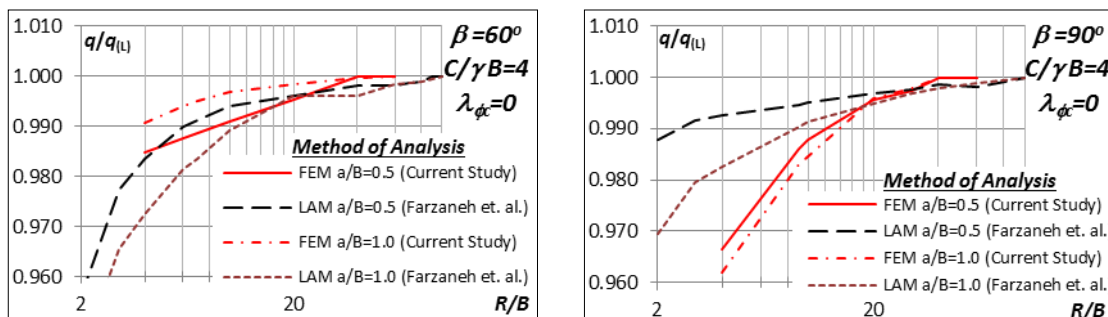 1.010
1.000
0.990
0.980
0.970
0.960
q/q(L)
β=60º
C/γB=4
λϕc=0
Method of Analysis
FEM a/B=0.5 (Current Study)
LAM a/B=0.5 (Farzaneh et. al.)
FEM a/B=1.0 (Current Study)
LAM a/B=1.0 (Farzaneh et. al.)
2
20
R/B
1.010
1.000
0.990
0.980
0.970
0.960
q/q(L)
β=90º
C/γB=4
λϕc=0
Method of Analysis
FEM a/B=0.5 (Current Study)
LAM a/B=0.5 (Farzaneh et. al.
FEM a/B=1.0 (Current Study)
LAM a/B=1.0 (Farzaneh et. al.
2
20
R/B